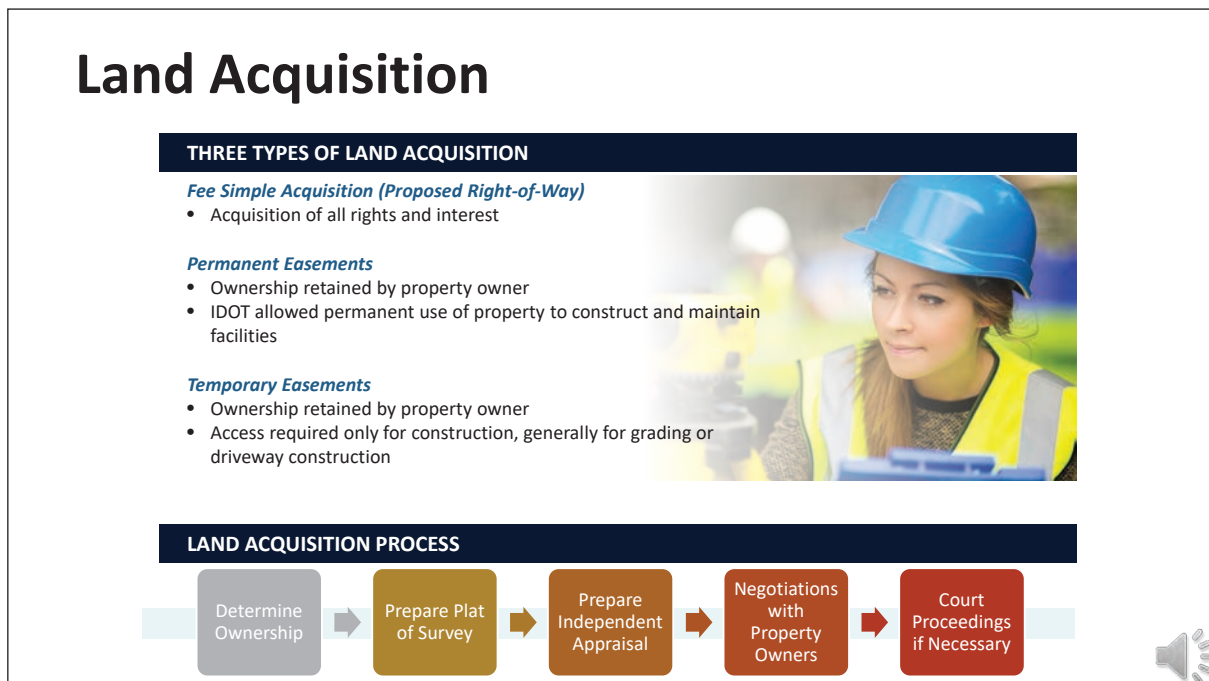 Land Acquisition
THREE TYPES OF LAND ACQUISITION
Fee Simple Acquisition (Proposed Right-of-Way)
• Acquisition of all rights and interest
Permanent Easements
• Ownership retained by property owner
• IDOT allowed permanent use of property to construct and maintain
facilities
Temporary Easements
• Ownership retained by property owner
• Access required only for construction, generally for grading or
driveway construction
LAND ACQUISITION PROCESS
Determine
Ownership
Prepare Plat
of Survey
Prepare
Independent
Appraisal
Negotiations
with
Property
Owners
Court
Proceedings
if Necessary